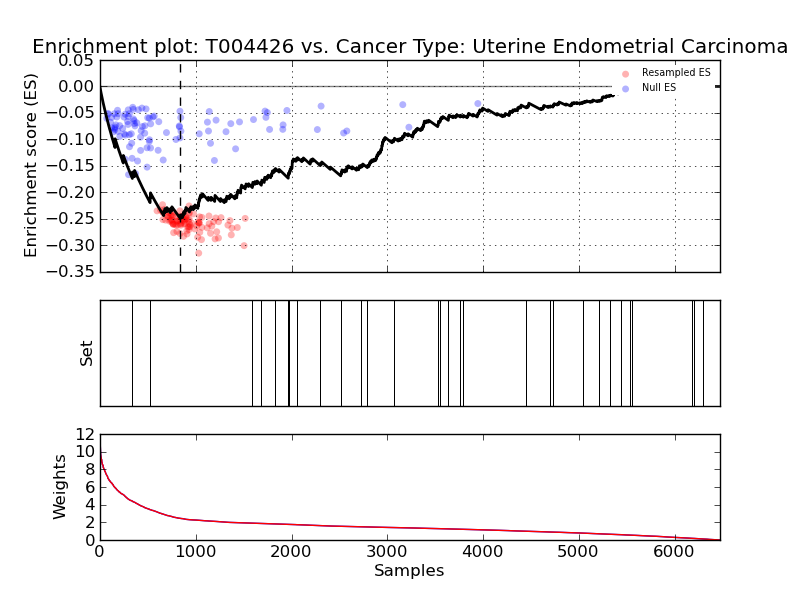 Enrichment plot: T004426 vs. Cancer Type: Uterine Endometrial Carcinoma
Enrichment score (ES)
0.05
0.00
−0.05
−0.10
−0.15
−0.20
−0.25
−0.30
−0.35
Resampled ES
Null ES
Set
Weights
12
10
8
6
4
2
0
0 1000 2000 3000 4000 5000 6000
Samples